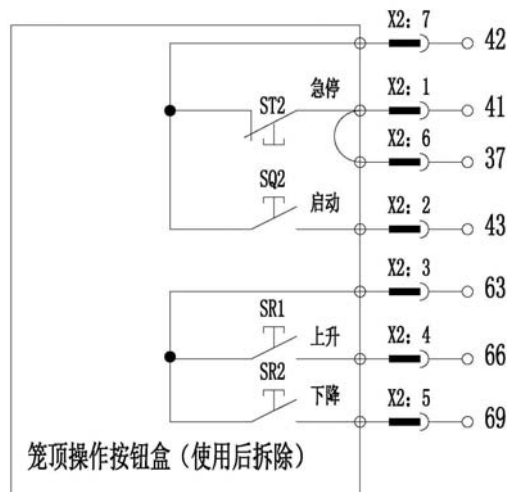 X2: 7
42
急停
X2: 1
41
ST2
X2: 6
37
SQ2
启动
X2: 2
43
X2: 3
63
SR1
上升
X2: 4
66
SR2
下降
X2: 5
69
笼顶操作按钮盒（使用后拆除）